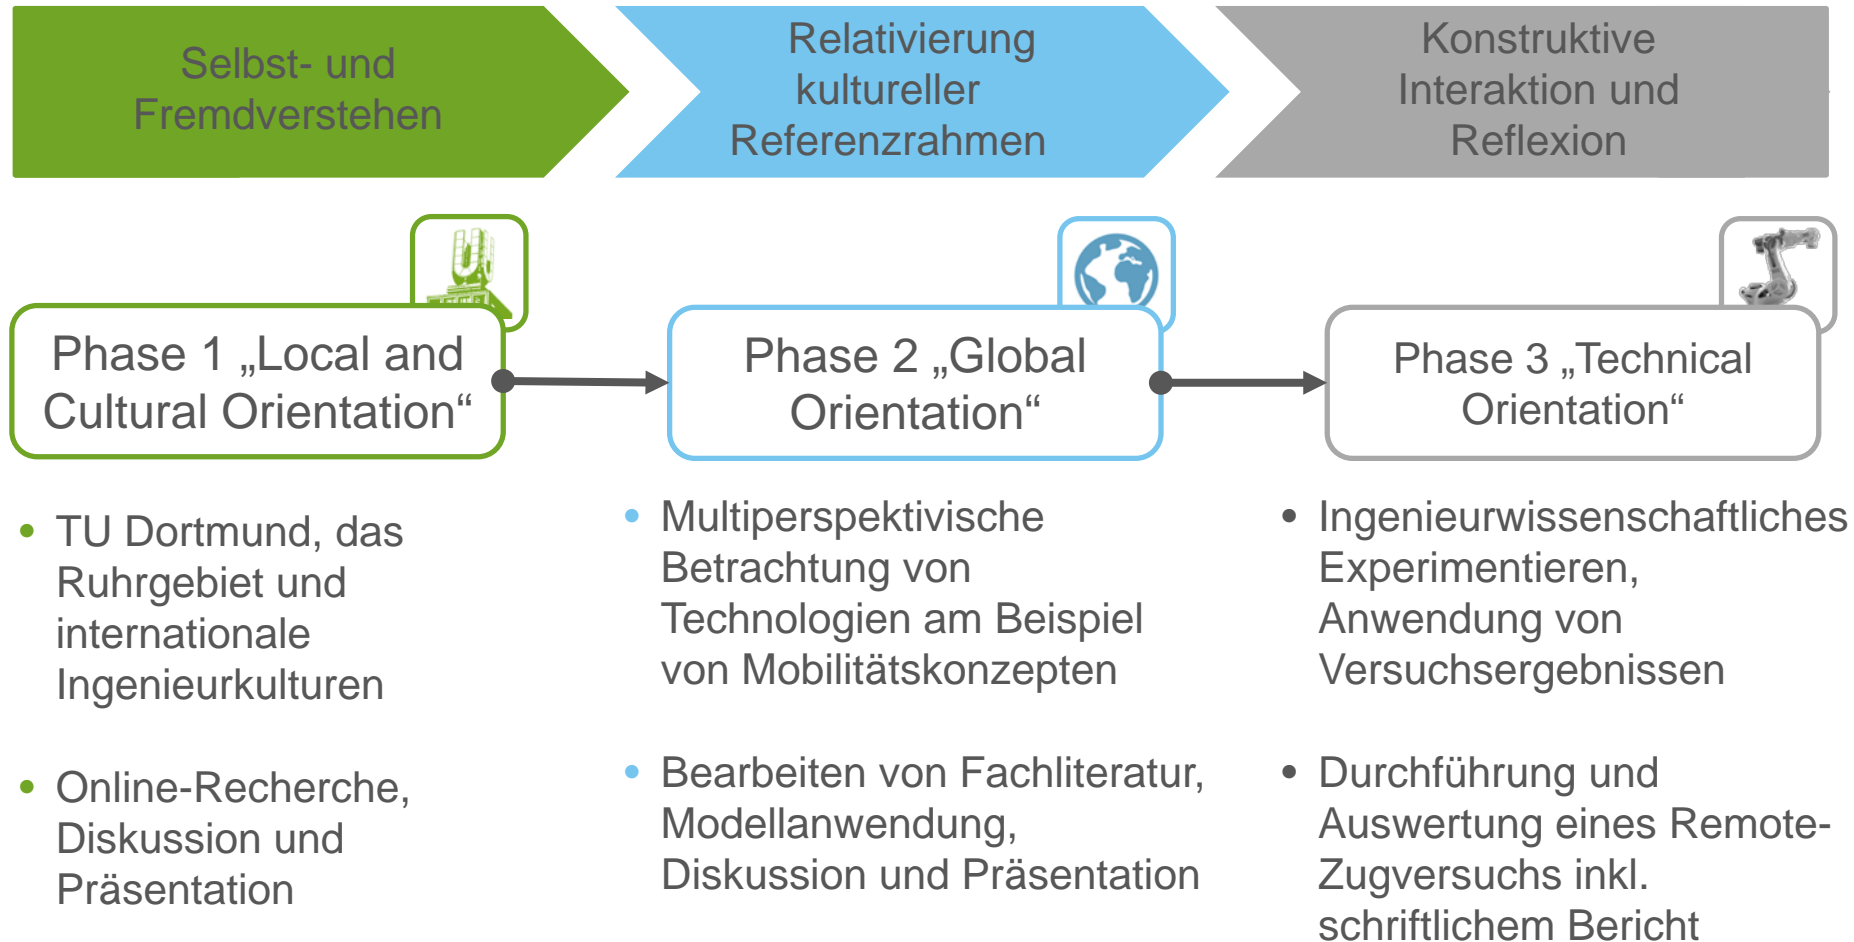 Selbst- und
Fremdverstehen
Relativierung
kultureller
Referenzrahmen
Konstruktive
Interaktion und
Reflexion
Phase 1 „Local and
Cultural Orientation“
Phase 2 „Global
Orientation“
Phase 3 „Technical
Orientation“
• TU Dortmund, das
Ruhrgebiet und
internationale
Ingenieurkulturen
• Online-Recherche,
Diskussion und
Präsentation
• Multiperspektivische
Betrachtung von
Technologien am Beispiel
von Mobilitätskonzepten
• Bearbeiten von Fachliteratur,
Modellanwendung,
Diskussion und Präsentation
• Ingenieurwissenschaftliches
Experimentieren,
Anwendung von
Versuchsergebnissen
• Durchführung und
Auswertung eines Remote-
Zugversuchs inkl.
schriftlichem Bericht